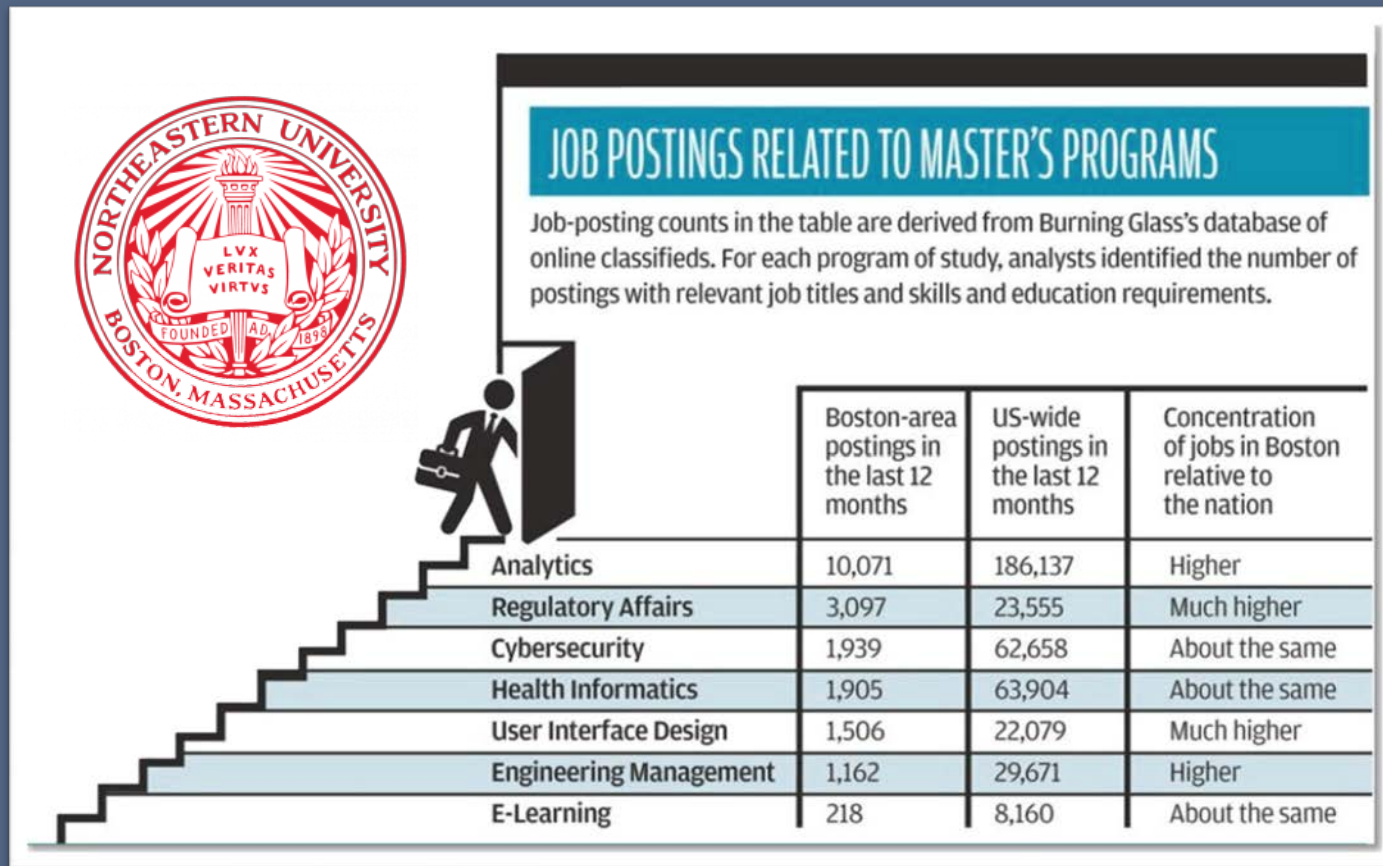 NORTHEASTERN UNIVERSITY
LVX
VERITAS
VIRTVS
FOUNDED AD. 1898
BOSTON, MASSACHUSETTS
JOB POSTINGS RELATED TO MASTER'S PROGRAMS
Job-posting counts in the table are derived from Burning Glass's database of
online classifieds. For each program of study, analysts identified the number of
postings with relevant job titles and skills and education requirements.
Boston-area postings in the last 12 months
US-wide postings in the last 12 months
Concentration of jobs in Boston relative to the nation
Analytics 10,071 186,137 Higher
Regulatory Affairs 3,097 23,555 Much higher
Cybersecurity 1,939 62,658 About the same
Health Informatics 1,905 63,904 About the same
User Interface Design 1,506 22,079 Much higher
Engineering Management 1,162 29,671 Higher
E-Learning 218 8,160 About the same